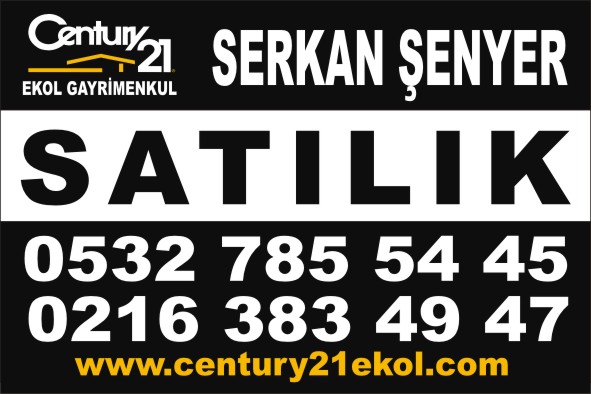 Century 21
EKOL GAYRİMENKUL
SERKAN ŞENYER
SATILIK
0532 785 54 45
0216 383 49 47
www.century21ekol.com